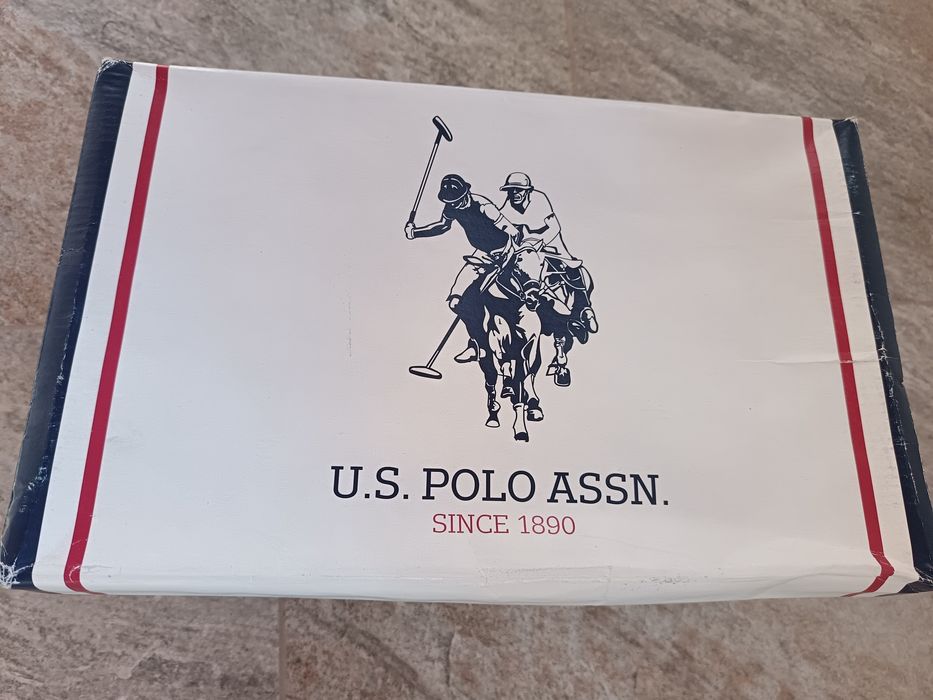 U.S. POLO ASSN.
SINCE 1890